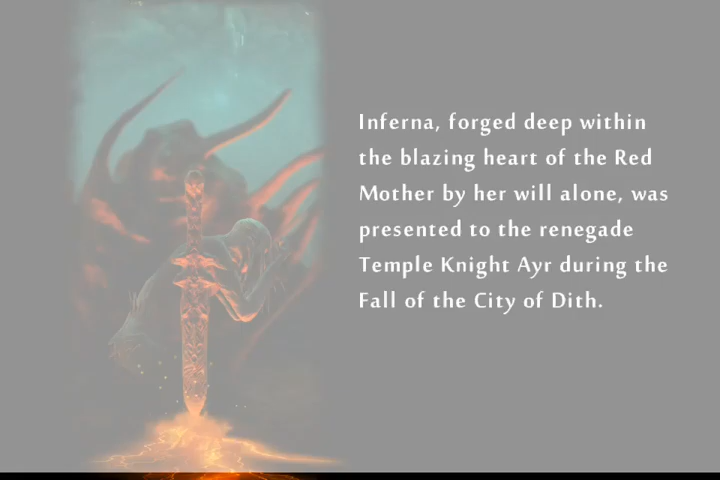 Inferna, forged deep within
the blazing heart of the Red
Mother by her will alone, was
presented to the renegade
Temple Knight Ayr during the
Fall of the City of Dith.